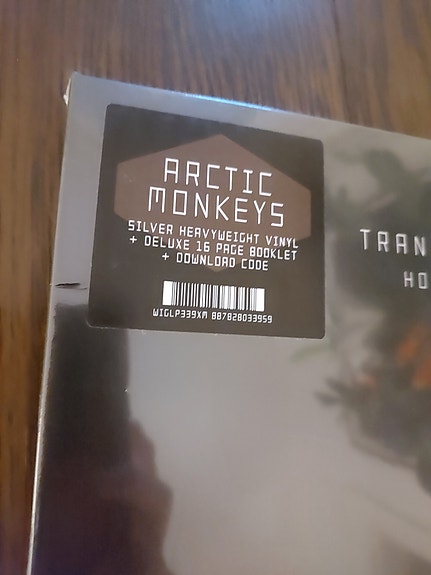 ARCTIC
MONKEYS
SILVER HEAVYWEIGHT VINYL
+ DELUXE 16 PAGE BOOKLET
+ DOWNLOAD CODE
WIGLP339XM 887828033959
TRAN
HO